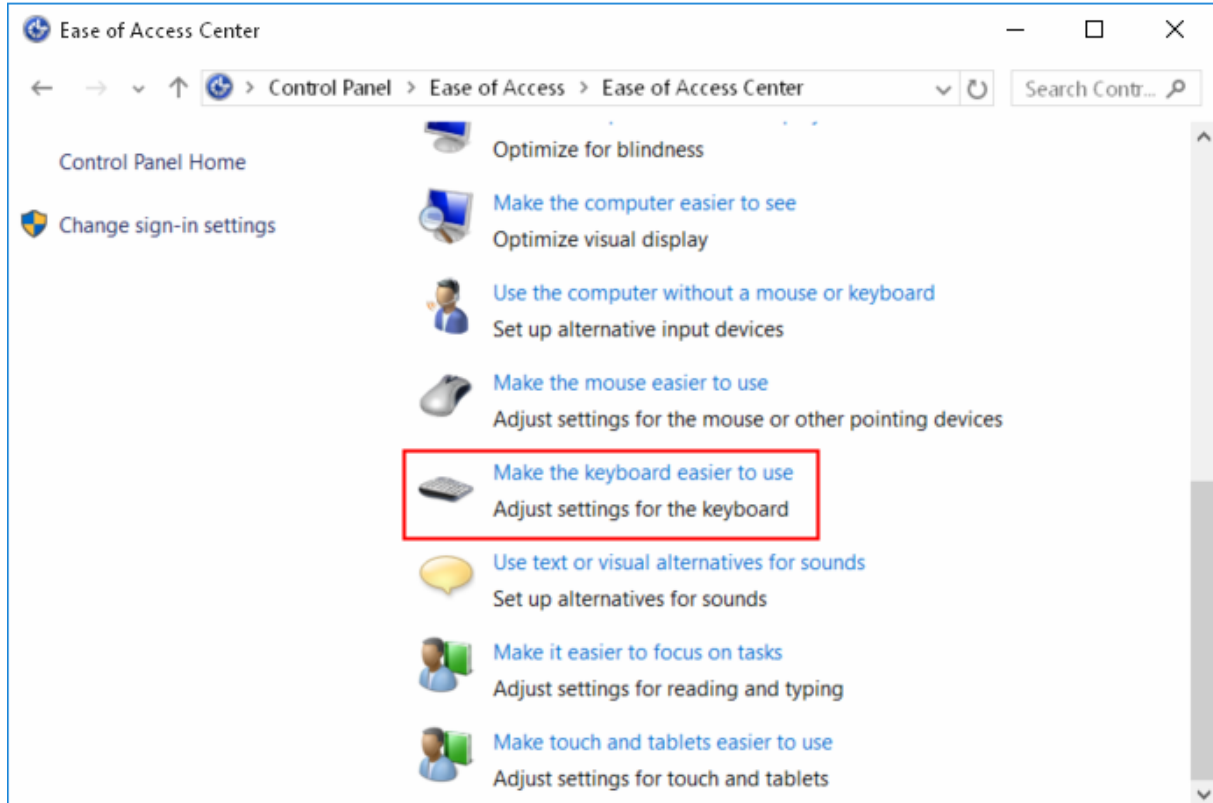 Ease of Access Center
Control Panel > Ease of Access > Ease of Access Center
Search Contr...
Control Panel Home
Change sign-in settings
Optimize for blindness
Make the computer easier to see
Optimize visual display
Use the computer without a mouse or keyboard
Set up alternative input devices
Make the mouse easier to use
Adjust settings for the mouse or other pointing devices
Make the keyboard easier to use
Adjust settings for the keyboard
Use text or visual alternatives for sounds
Set up alternatives for sounds
Make it easier to focus on tasks
Adjust settings for reading and typing
Make touch and tablets easier to use
Adjust settings for touch and tablets